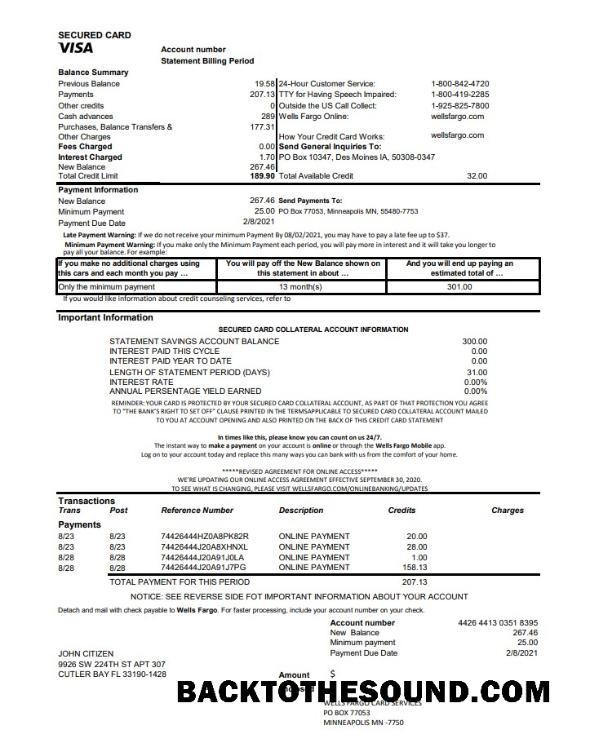 SECURED CARD
VISA Account number
Statement Billing Period
Balance Summary
Previous Balance 19.58 24-Hour Customer Service: 1-800-842-4720
Payments 207.13 TTY for Having Speech Impaired: 1-800-419-2285
Other credits 0 Outside the US Call Collect: 1-925-825-7800
Cash advances 289 Wells Fargo Online: wellsfargo.com
Purchases, Balance Transfers & 177.31
Other Charges How Your Credit Card Works: wellsfargo.com
Fees Charged 0.00 Send General Inquiries To:
Interest Charged 1.70 PO Box 10347, Des Moines IA, 50308-0347
New Balance 267.46
Total Credit Limit 189.90 Total Available Credit 32.00
Payment Information
New Balance 267.46 Send Payments To:
Minimum Payment 25.00 PO Box 77053, Minneapolis MN, 55480-7753
Payment Due Date 2/8/2021
Late Payment Warning: If we do not receive your minimum Payment By 08/02/2021, you may have to pay a late fee up to $37.
Minimum Payment Warning: If you make only the Minimum Payment each period, you will pay more in interest and it will take you longer to
pay all your balance. For example:
If you make no additional charges using You will pay off the New Balance shown on And you will end up paying an
this cars and each month you pay ... this statement in about ... estimated total of ...
Only the minimum payment 13 month(s) 301.00
If you would like information about credit counseling services, refer to
Important Information
SECURED CARD COLLATERAL ACCOUNT INFORMATION
STATEMENT SAVINGS ACCOUNT BALANCE 300.00
INTEREST PAID THIS CYCLE 0.00
INTEREST PAID YEAR TO DATE 0.00
LENGTH OF STATEMENT PERIOD (DAYS) 31.00
INTEREST RATE 0.00%
ANNUAL PERSENTAGE YIELD EARNED 0.00%
REMINDER: YOUR CARD IS PROTECTED BY YOUR SECURED CARD COLLATERAL ACCOUNT, AS PART OF THAT PROTECTION YOU AGREE
TO "THE BANK'S RIGHT TO SET OFF" CLAUSE PRINTED IN THE TERMSAPPLICABLE TO SECURED CARD COLLATERAL ACCOUNT MAILED
TO YOU AT ACCOUNT OPENING AND ALSO PRINTED ON THE BACK OF THIS CREDIT CARD STATEMENT
In times like this, please know you can count on us 24/7.
The instant way to make a payment on your account is online or through the Wells Fargo Mobile app.
Log on to your account today and replace this many ways you can bank with us from the comfort of your home.
*****REVISED AGREEMENT FOR ONLINE ACCESS*****
WE'RE UPDATING OUR ONLINE ACCESS AGREEMENT EFFECTIVE SEPTEMBER 30, 2020.
TO SEE WHAT IS CHANGING, PLEASE VISIT WELLSFARGO.COM/ONLINEBANKING/UPDATES
Transactions
Trans Post Reference Number Description Credits Charges
Payments
8/23 8/23 74426444HZ0A8PK82R ONLINE PAYMENT 20.00
8/23 8/23 74426444J20A8XHNXL ONLINE PAYMENT 28.00
8/28 8/28 74426444J20A91J0LA ONLINE PAYMENT 1.00
8/28 8/28 74426444J20A91J7PG ONLINE PAYMENT 158.13
TOTAL PAYMENT FOR THIS PERIOD 207.13
NOTICE: SEE REVERSE SIDE FOT IMPORTANT INFORMATION ABOUT YOUR ACCOUNT
Detach and mail with check payable to Wells Fargo. For faster processing, include your account number on your check.
Account number 4426 4413 0351 8395
New Balance 267.46
Minimum payment 25.00
JOHN CITIZEN Payment Due Date 2/8/2021
9926 SW 224TH ST APT 307
CUTLER BAY FL 33190-1428 Amount $
BACKTOTHESOUND.COM
WELLS FARGO CARD SERVICES
PO BOX 77053
MINNEAPOLIS MN -7750